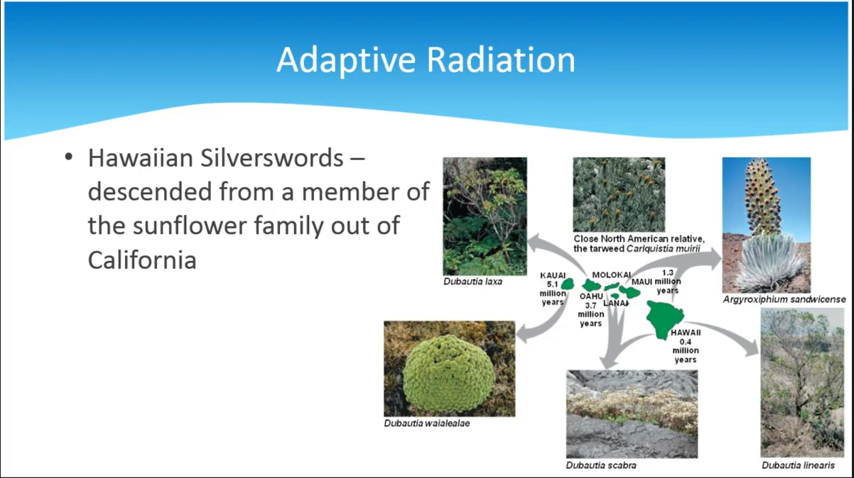 Adaptive Radiation
• Hawaiian Silverswords –
descended from a member of
the sunflower family out of
California
Dubautia laxa
Close North American relative,
the tarweed Carlquistia muirii
Argyroxiphium sandwicense
KAUAI
5.1
million
years
OAHU
3.7
million
years
MOLOKAI
LANAI
MAUI
1.3
million
years
HAWAII
0.4
million
years
Dubautia waialealae
Dubautia scabra
Dubautia linearis